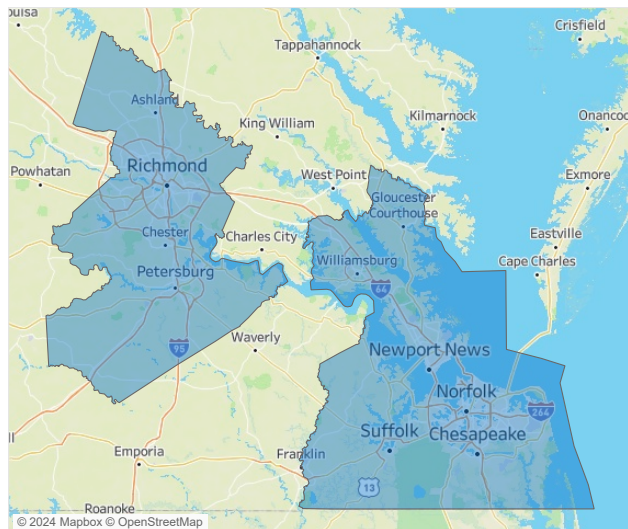 ouisa
Crisfield
Tappahannock
Ashland
Onancoc
King William
Kilmarnock
Richmond
Powhatan
West Point
Exmore
Gloucester
Courthouse
Chester
Charles City
Eastville
Williamsburg
Cape Charles
Petersburg
64
Waverly
95
Newport News
Norfolk
264
Suffolk
Chesapeake
Emporia
Franklin
13
Roanoke
© 2024 Mapbox © OpenStreetMap